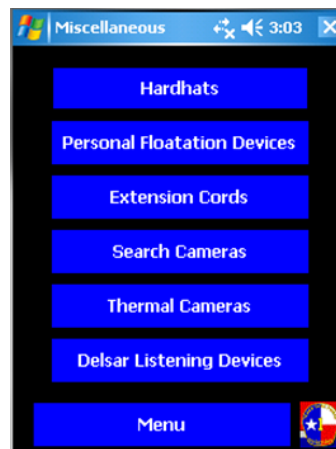 Miscellaneous 3:03
Hardhats
Personal Floatation Devices
Extension Cords
Search Cameras
Thermal Cameras
Delsar Listening Devices
Menu